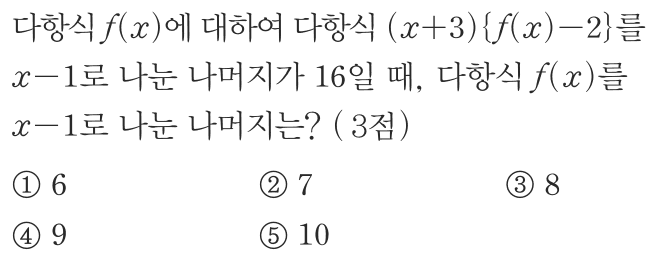 다항식 f(x)에 대하여 다항식 (x+3){f(x)-2}를
x-1로 나눈 나머지가 16일 때, 다항식 f(x)를
x-1로 나눈 나머지는? (3점)
① 6 ② 7 ③ 8
④ 9 ⑤ 10